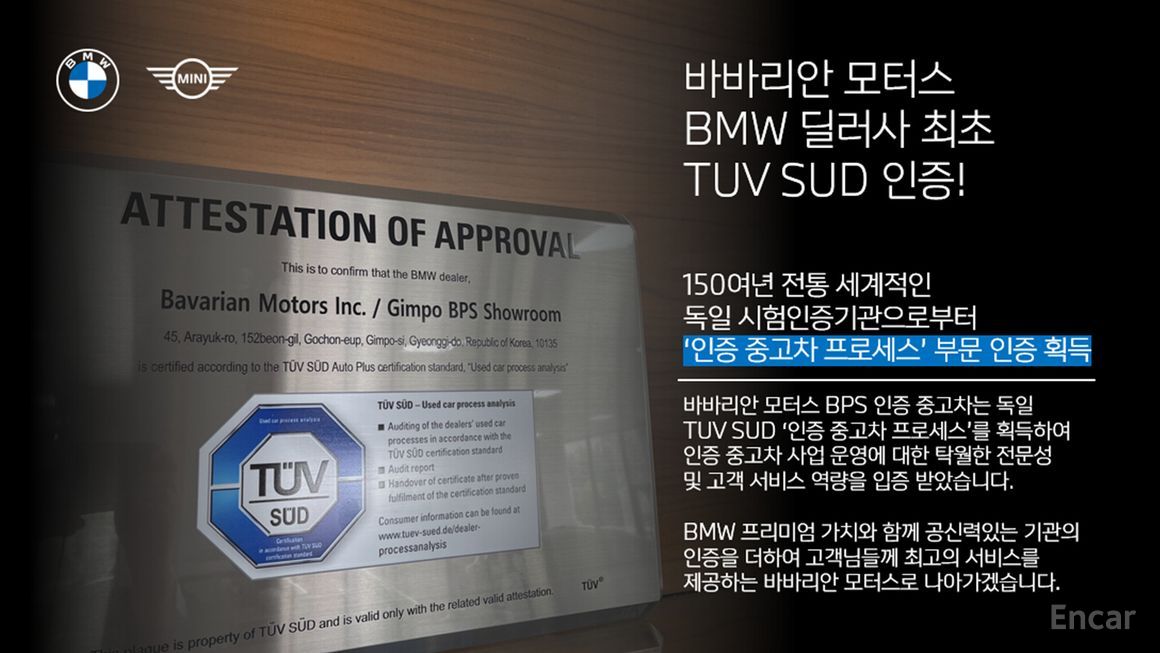 BMW
MINI
바바리안 모터스
BMW 딜러사 최초
TUV SUD 인증!
150여년 전통 세계적인
독일 시험인증기관으로부터
‘인증 중고차 프로세스’ 부문 인증 획득
바바리안 모터스 BPS 인증 중고차는 독일
TUV SUD ‘인증 중고차 프로세스’를 획득하여
인증 중고차 사업 운영에 대한 탁월한 전문성
및 고객 서비스 역량을 입증 받았습니다.
BMW 프리미엄 가치와 함께 공신력있는 기관의
인증을 더하여 고객님들께 최고의 서비스를
제공하는 바바리안 모터스로 나아가겠습니다.
ATTESTATION OF APPROVAL
This is to confirm that the BMW dealer,
Bavarian Motors Inc. / Gimpo BPS Showroom
45, Arayuk-ro, 152beon-gil, Gochon-eup, Gimpo-si, Gyeonggi-do, Republic of Korea, 10135
is certified according to the TÜV SÜD Auto Plus certification standard, "Used car process analysis"
Used car process analysis
TÜV
SÜD
Certification
in accordance with TÜV SÜD
certification standard
TÜV SÜD – Used car process analysis
■ Auditing of the dealers' used car
processes in accordance with the
TÜV SÜD certification standard
■ Audit report
■ Handover of certificate after proven
fulfilment of the certification standard
Consumer information can be found at
www.tuev-sued.de/dealer-
processanalysis
TÜV®
This plaque is property of TÜV SÜD and is valid only with the related valid attestation.
Encar